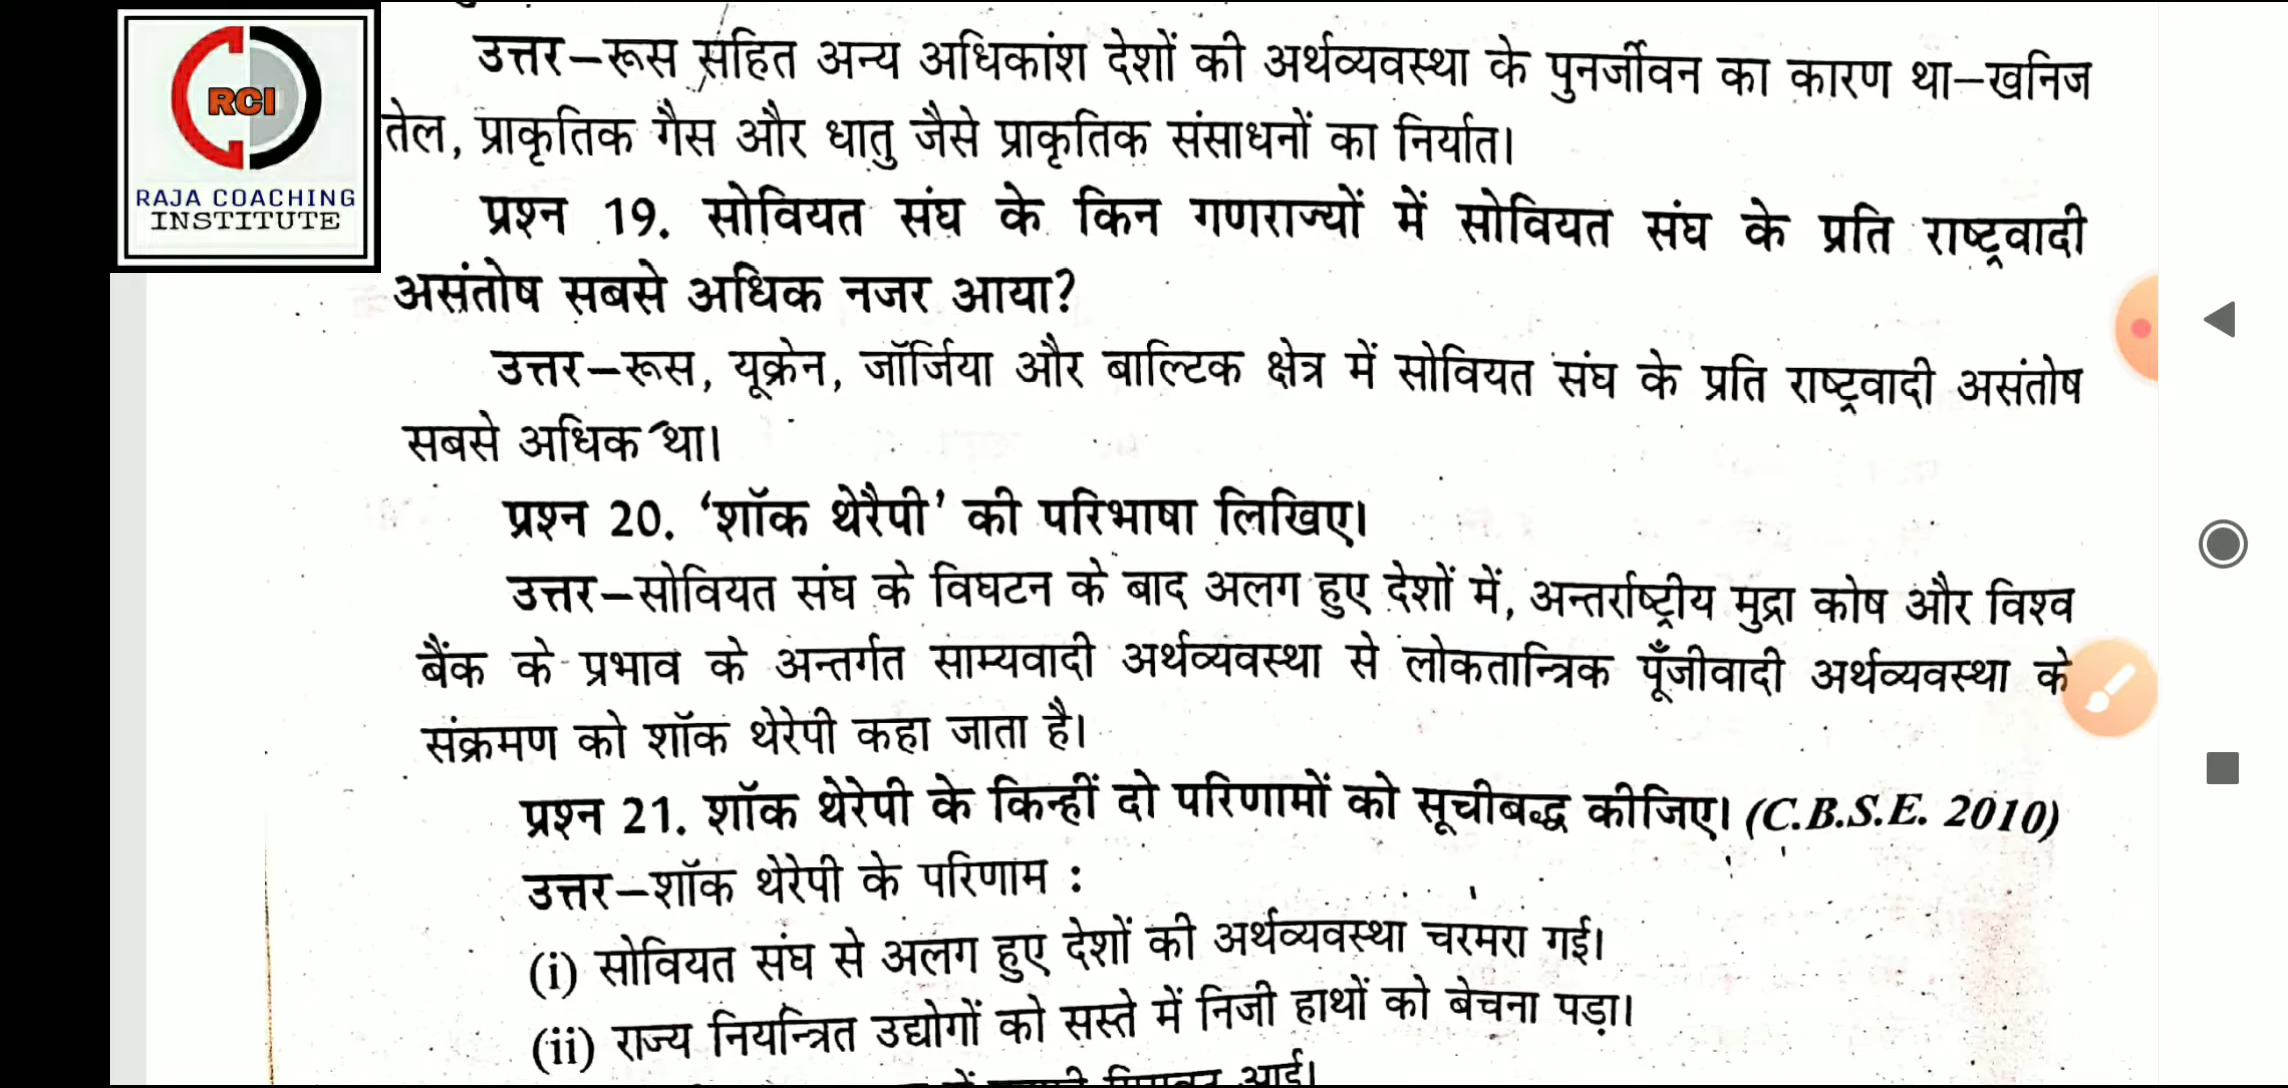 RCI
RAJA COACHING
INSTITUTE
उत्तर–रूस सहित अन्य अधिकांश देशों की अर्थव्यवस्था के पुनर्जीवन का कारण था–खनिज
तेल, प्राकृतिक गैस और धातु जैसे प्राकृतिक संसाधनों का निर्यात।
प्रश्न 19. सोवियत संघ के किन गणराज्यों में सोवियत संघ के प्रति राष्ट्रवादी
असंतोष सबसे अधिक नजर आया?
उत्तर–रूस, यूक्रेन, जॉर्जिया और बाल्टिक क्षेत्र में सोवियत संघ के प्रति राष्ट्रवादी असंतोष
सबसे अधिक था।
प्रश्न 20. ‘शॉक थेरैपी’ की परिभाषा लिखिए।
उत्तर–सोवियत संघ के विघटन के बाद अलग हुए देशों में, अन्तर्राष्ट्रीय मुद्रा कोष और विश्व
बैंक के प्रभाव के अन्तर्गत साम्यवादी अर्थव्यवस्था से लोकतान्त्रिक पूँजीवादी अर्थव्यवस्था के
संक्रमण को शॉक थेरेपी कहा जाता है।
प्रश्न 21. शॉक थेरेपी के किन्हीं दो परिणामों को सूचीबद्ध कीजिए। (C.B.S.E. 2010)
उत्तर–शॉक थेरेपी के परिणाम :
(i) सोवियत संघ से अलग हुए देशों की अर्थव्यवस्था चरमरा गई।
(ii) राज्य नियन्त्रित उद्योगों को सस्ते में निजी हाथों को बेचना पड़ा।
में आई।